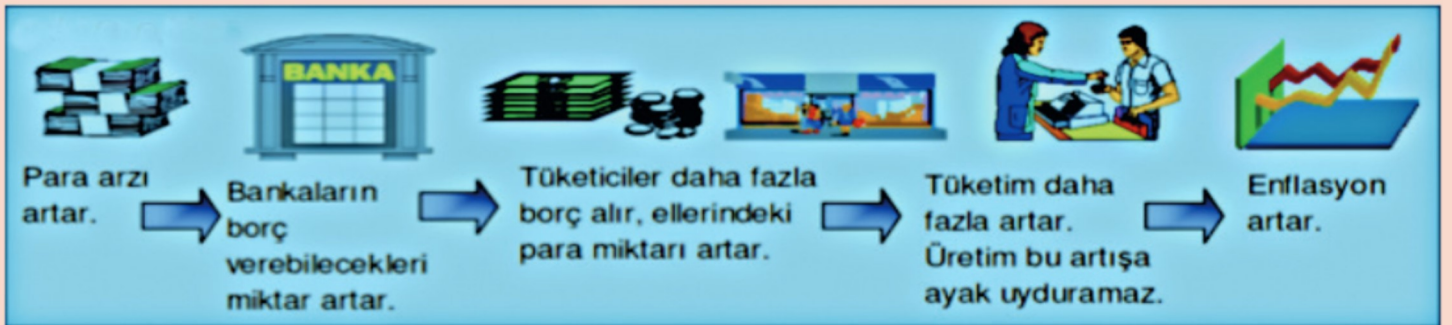 BANKA
Para arzı
artar.
Bankaların
borç
verebilecekleri
miktar artar.
Tüketiciler daha fazla
borç alır, ellerindeki
para miktarı artar.
Tüketim daha
fazla artar.
Üretim bu artışa
ayak uyduramaz.
Enflasyon
artar.